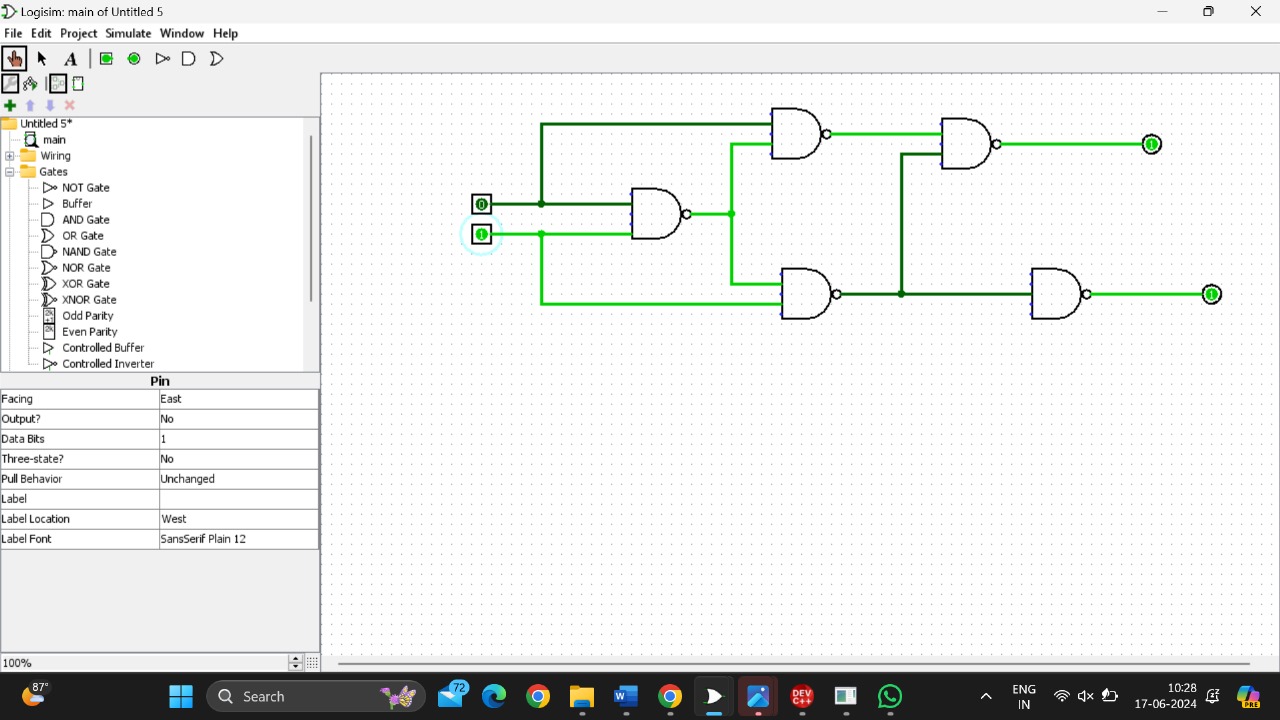 Logisim: main of Untitled 5
File Edit Project Simulate Window Help
A
Untitled 5*
main
Wiring
Gates
NOT Gate
Buffer
AND Gate
OR Gate
NAND Gate
NOR Gate
XOR Gate
XNOR Gate
Odd Parity
Even Parity
Controlled Buffer
Controlled Inverter
Pin
Facing East
Output? No
Data Bits 1
Three-state? No
Pull Behavior Unchanged
Label
Label Location West
Label Font SansSerif Plain 12
100%
0
1
1
1
87°
Search
72
DEV C++
ENG
IN
10:28
17-06-2024
PRE